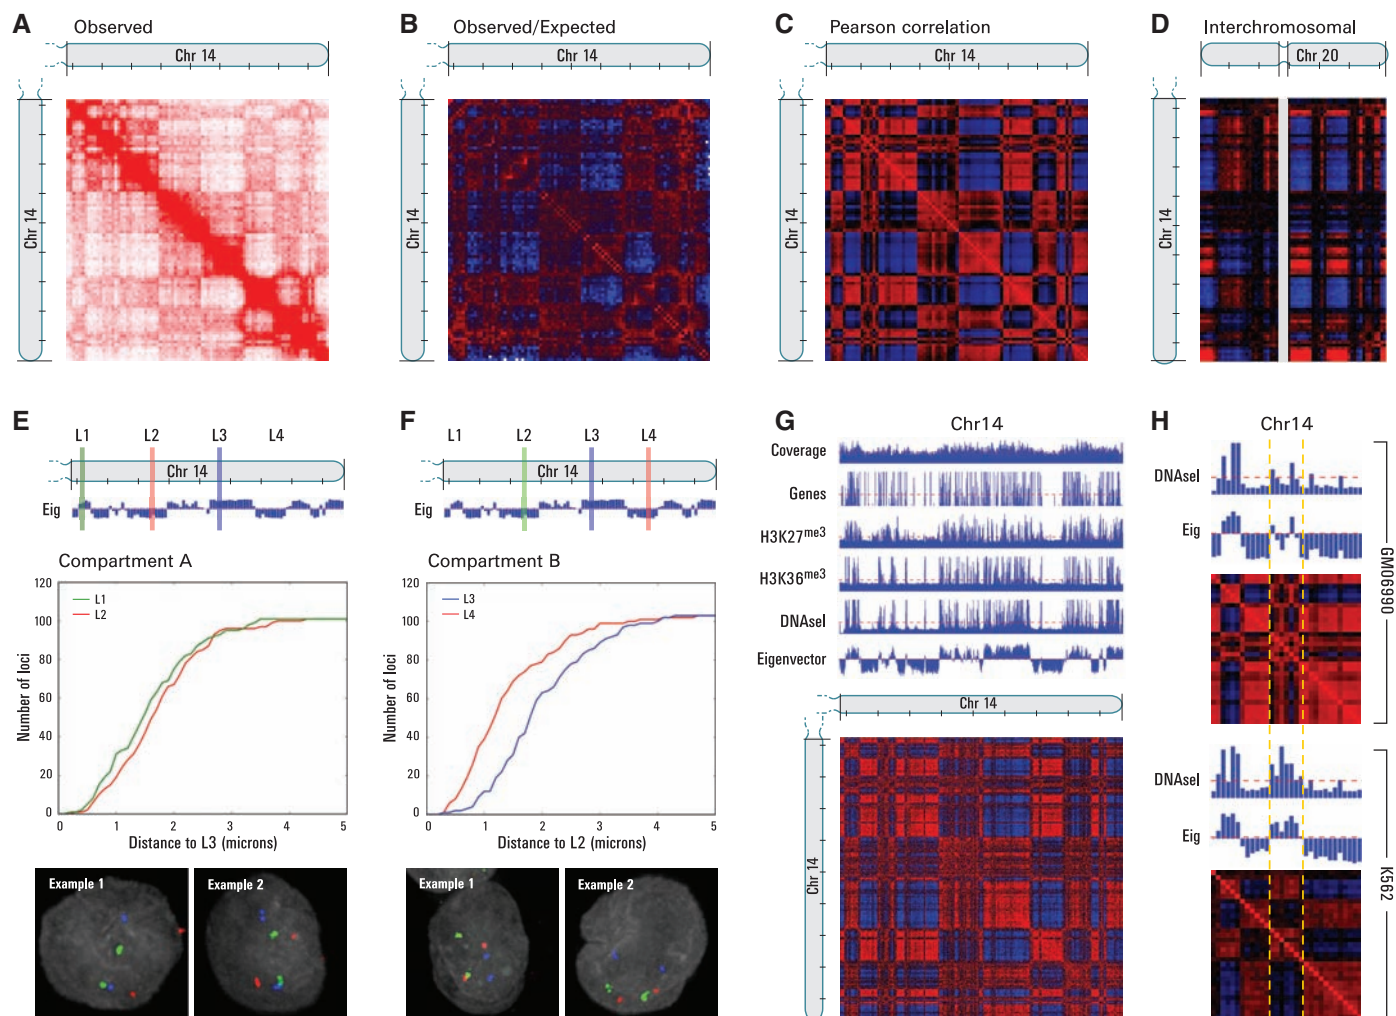 A Observed
Chr 14
Chr 14
B Observed/Expected
Chr 14
Chr 14
C Pearson correlation
Chr 14
Chr 14
D Interchromosomal
Chr 20
Chr 14
E
L1 L2 L3 L4
Chr 14
Eig
Compartment A
120
100
80
60
40
20
0
Number of loci
L1
L2
0 1 2 3 4 5
Distance to L3 (microns)
Example 1
Example 2
F
L1 L2 L3 L4
Chr 14
Eig
Compartment B
120
100
80
60
40
20
0
Number of loci
L3
L4
0 1 2 3 4 5
Distance to L2 (microns)
Example 1
Example 2
G Chr14
Coverage
Genes
H3K27me3
H3K36me3
DNAseI
Eigenvector
Chr 14
Chr 14
H Chr14
DNAseI
Eig
GM06990
DNAseI
Eig
K562